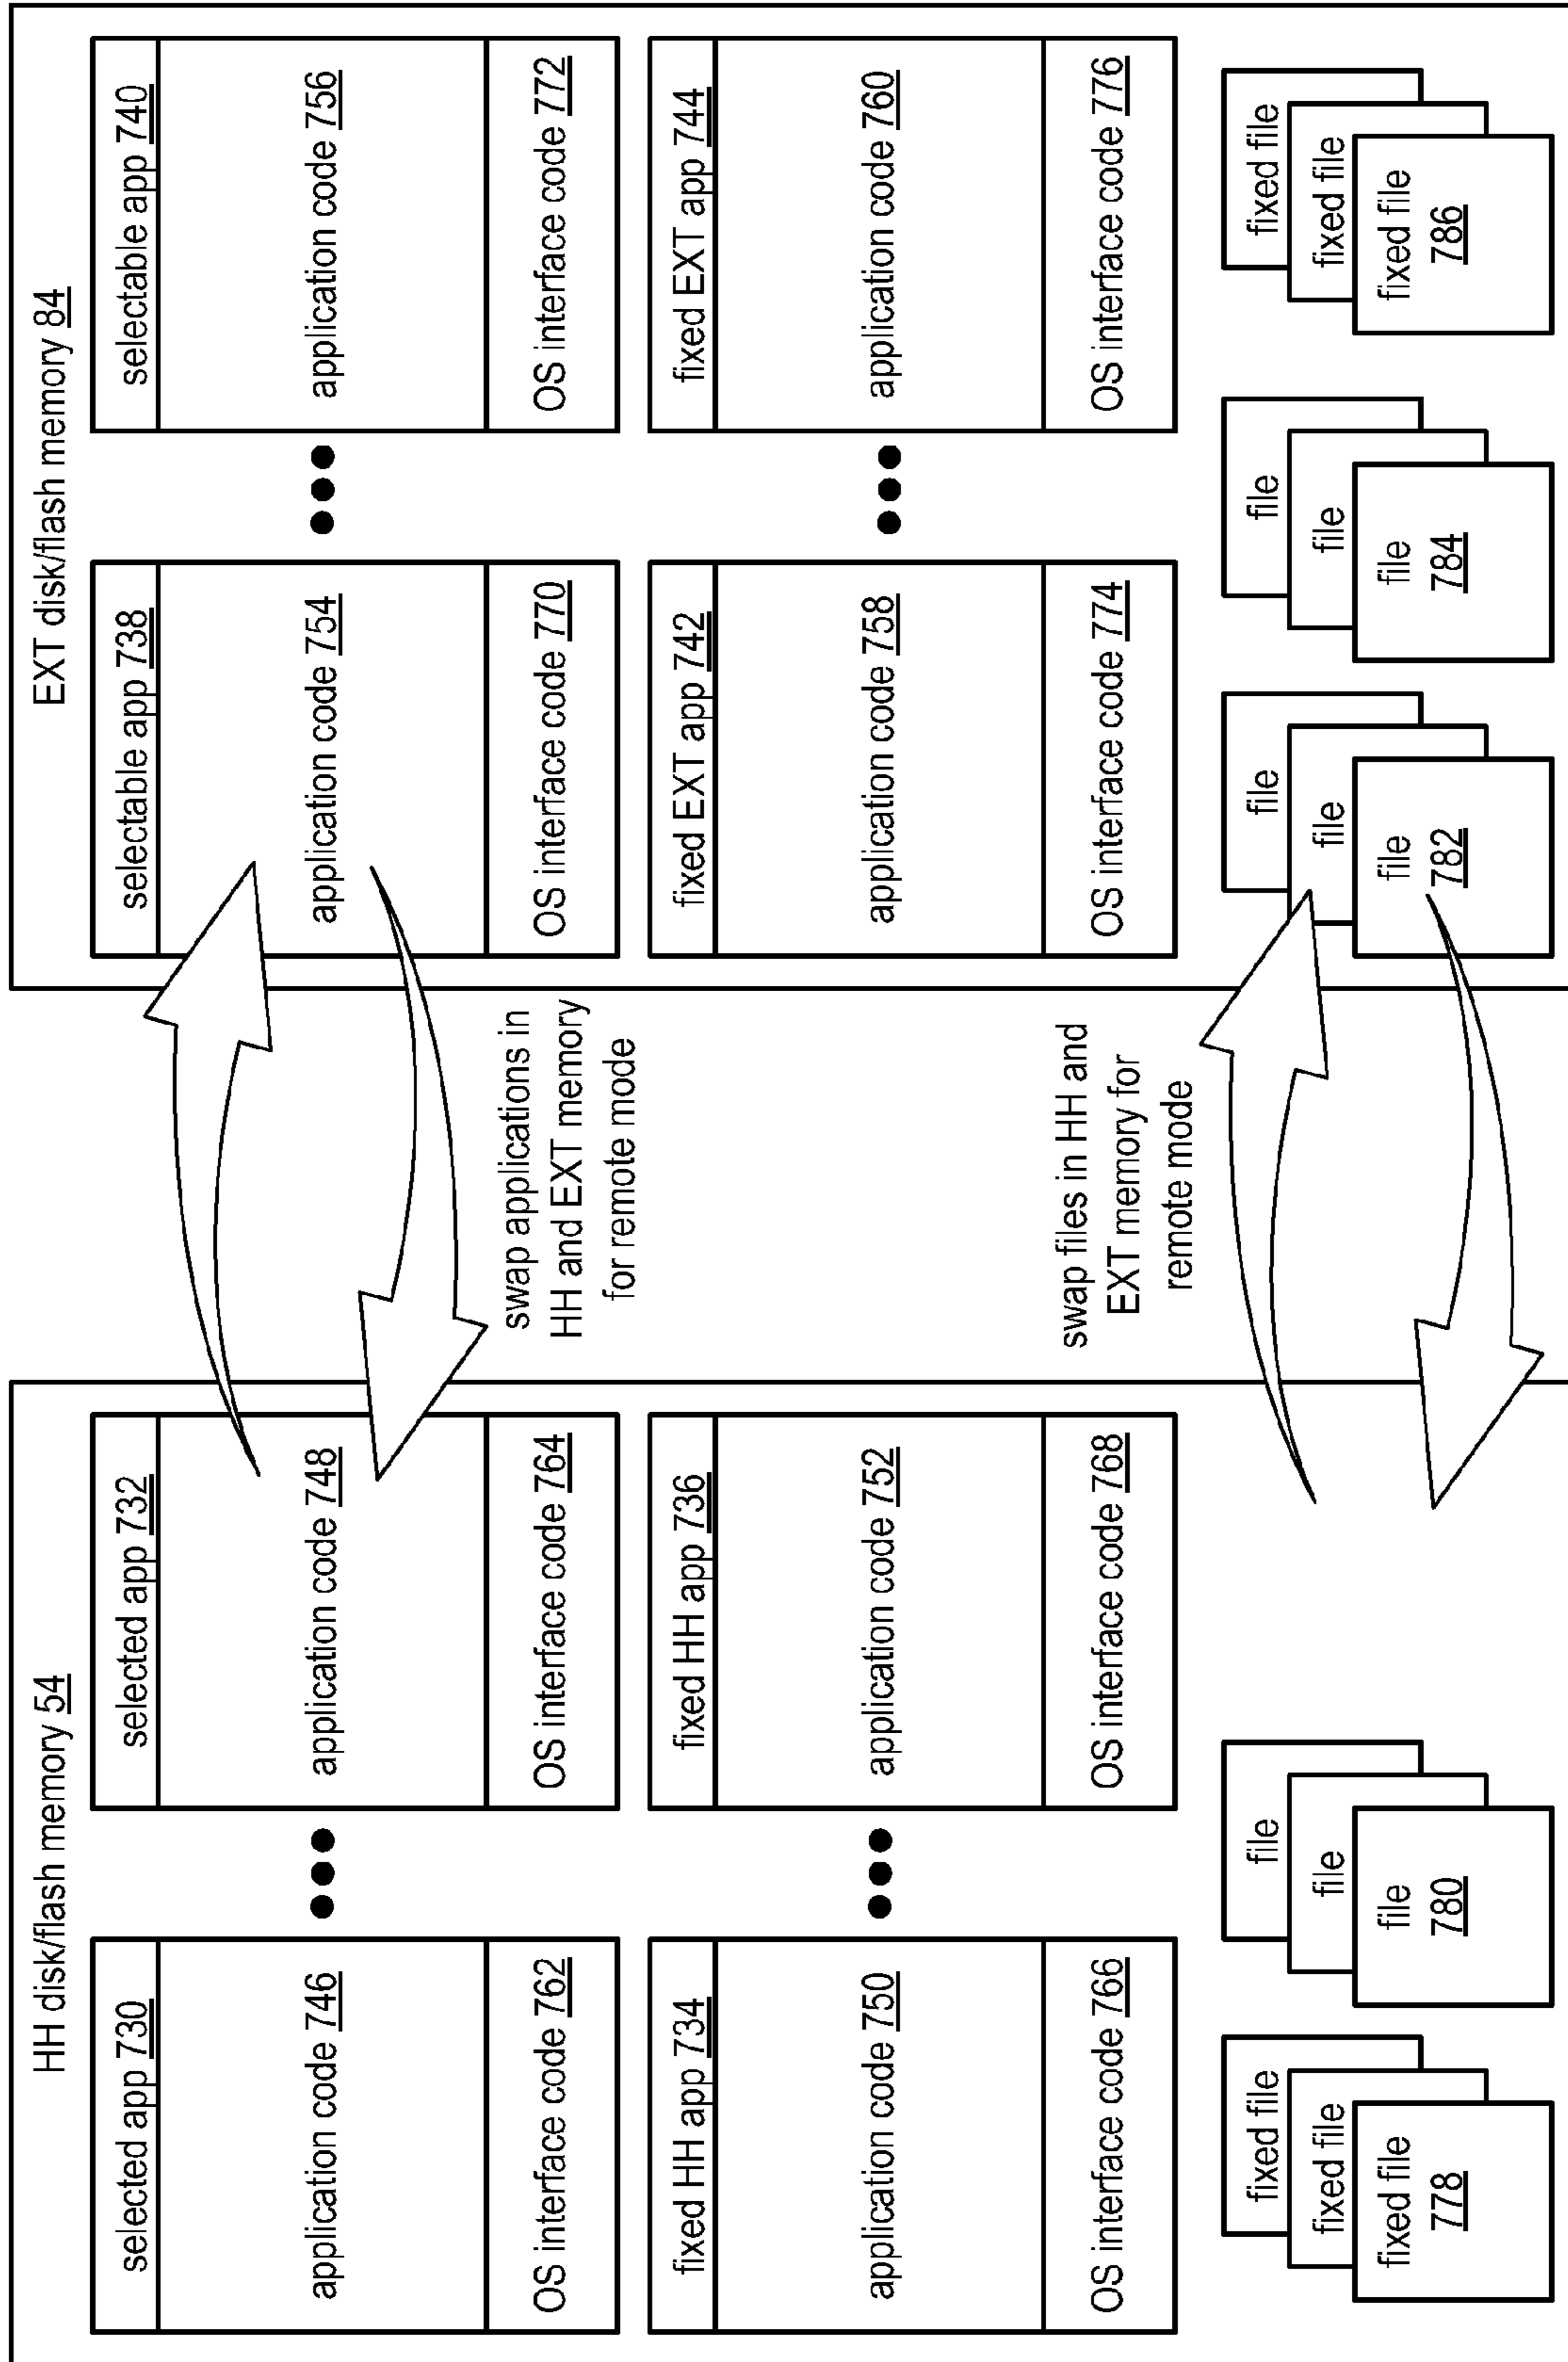 HH disk/flash memory 54
selected app 730
application code 746
OS interface code 762
selected app 732
application code 748
OS interface code 764
fixed HH app 734
application code 750
OS interface code 766
fixed HH app 736
application code 752
OS interface code 768
fixed file
fixed file
fixed file
778
file
file
file
780
swap applications in
HH and EXT memory
for remote mode
swap files in HH and
EXT memory for
remote mode
EXT disk/flash memory 84
selectable app 738
application code 754
OS interface code 770
selectable app 740
application code 756
OS interface code 772
fixed EXT app 742
application code 758
OS interface code 774
fixed EXT app 744
application code 760
OS interface code 776
file
file
file
782
file
file
file
784
fixed file
fixed file
fixed file
786